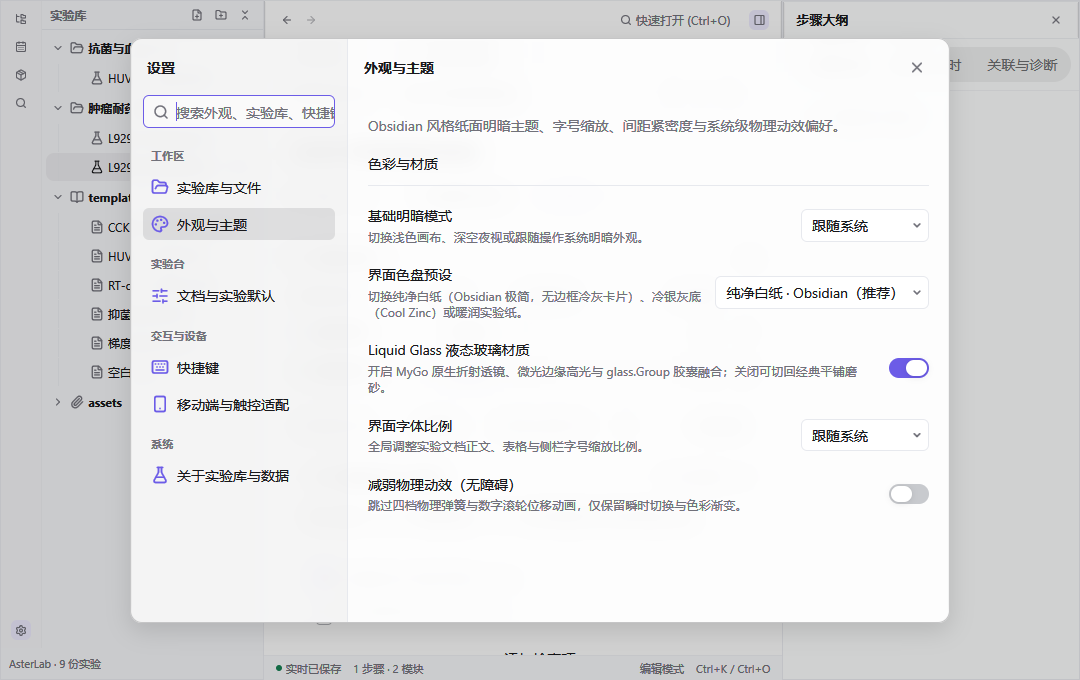 实验库
快速打开 (Ctrl+O)
步骤大纲
抗菌与
HUV
肿瘤耐
L929
L929
templat
CCK
HUV
RT-
抑菌
梯度
空白
assets
AsterLab · 9 份实验
时
关联与诊断
设置
搜索外观、实验库、快捷
工作区
实验库与文件
外观与主题
实验台
文档与实验默认
交互与设备
快捷键
移动端与触控适配
系统
关于实验库与数据
外观与主题
Obsidian 风格纸面明暗主题、字号缩放、间距紧密度与系统级物理动效偏好。
色彩与材质
基础明暗模式
切换浅色画布、深空夜视或跟随操作系统明暗外观。
跟随系统
界面色盘预设
切换纯净白纸（Obsidian 极简，无边框冷灰卡片）、冷银灰底
（Cool Zinc）或暖润实验纸。
纯净白纸 · Obsidian（推荐）
Liquid Glass 液态玻璃材质
开启 MyGo 原生折射透镜、微光边缘高光与 glass.Group 胶囊融合；关闭可切回经典平铺磨
砂。
界面字体比例
全局调整实验文档正文、表格与侧栏字号缩放比例。
跟随系统
减弱物理动效（无障碍）
跳过四档物理弹簧与数字滚轮位移动画，仅保留瞬时切换与色彩渐变。
实时已保存
1 步骤 · 2 模块
编辑模式
Ctrl+K / Ctrl+O